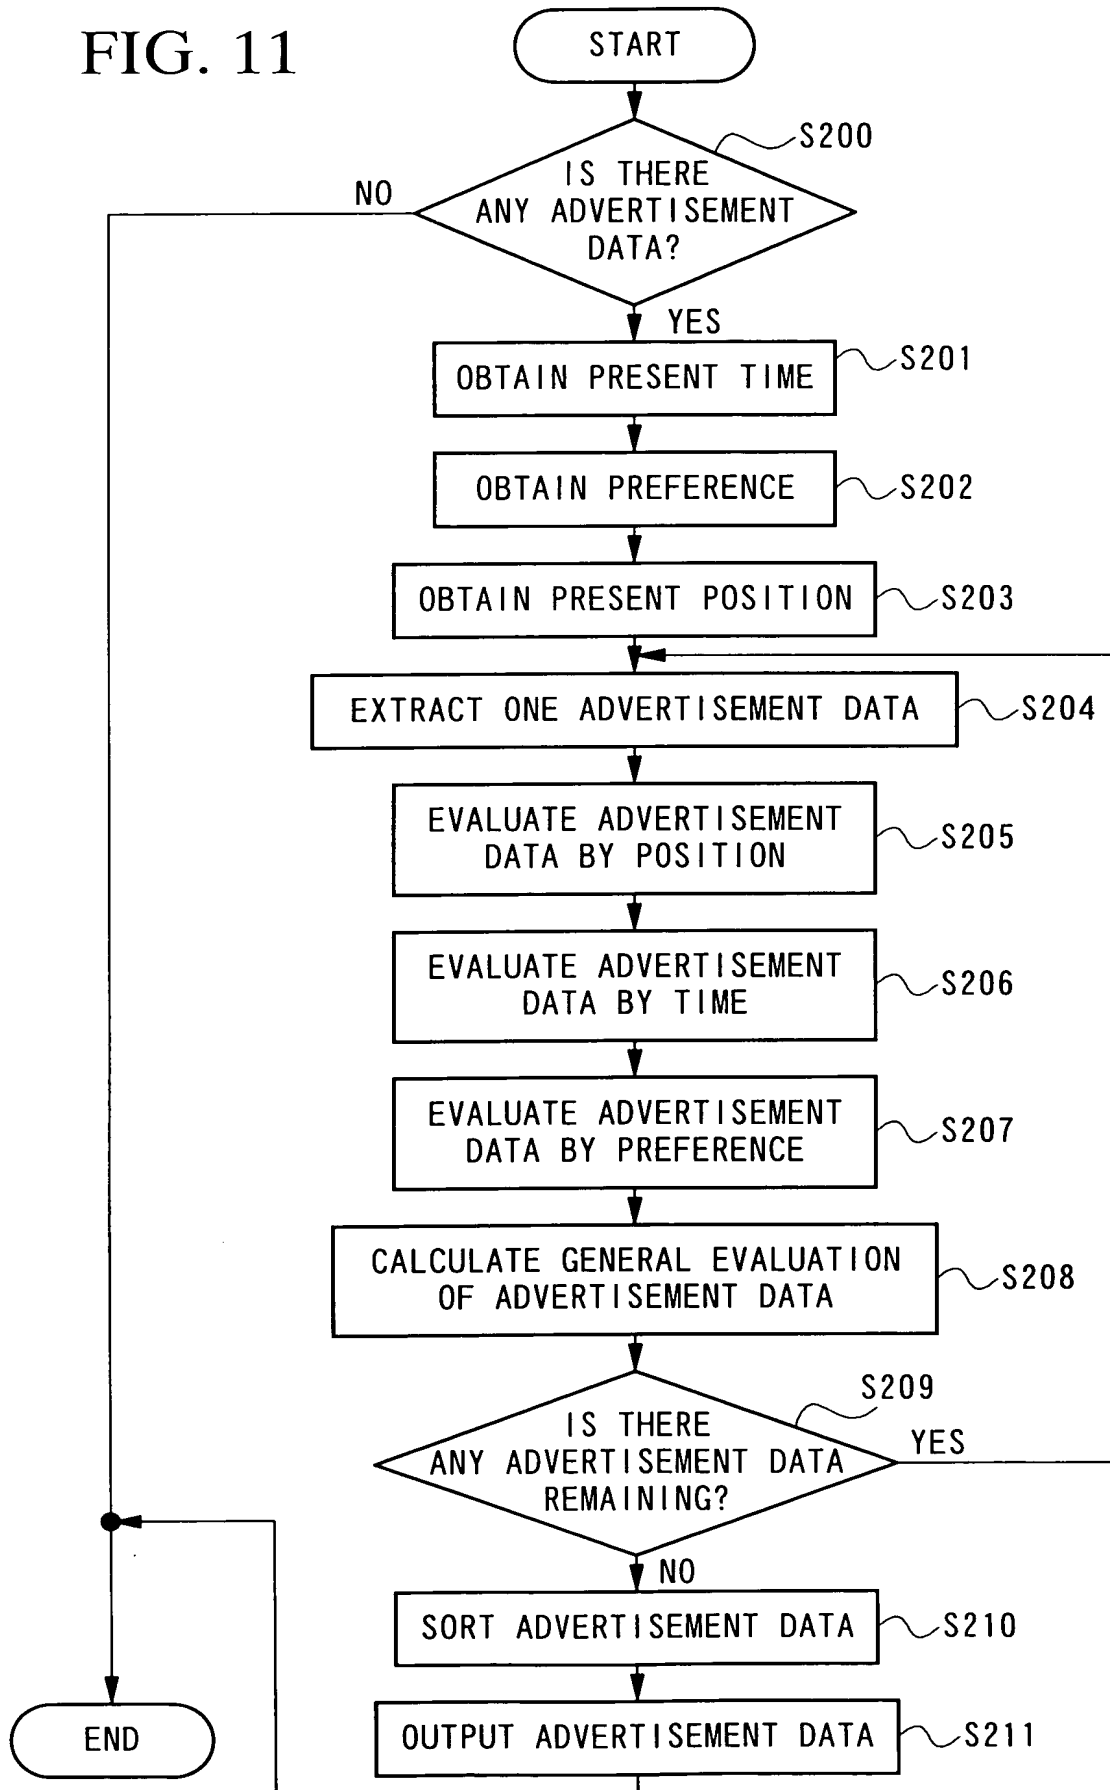 FIG. 11
START
S200
IS THERE
ANY ADVERTISEMENT
DATA?
NO
YES
OBTAIN PRESENT TIME
S201
OBTAIN PREFERENCE
S202
OBTAIN PRESENT POSITION
S203
EXTRACT ONE ADVERTISEMENT DATA
S204
EVALUATE ADVERTISEMENT
DATA BY POSITION
S205
EVALUATE ADVERTISEMENT
DATA BY TIME
S206
EVALUATE ADVERTISEMENT
DATA BY PREFERENCE
S207
CALCULATE GENERAL EVALUATION
OF ADVERTISEMENT DATA
S208
S209
IS THERE
ANY ADVERTISEMENT DATA
REMAINING?
YES
NO
SORT ADVERTISEMENT DATA
S210
OUTPUT ADVERTISEMENT DATA
S211
END